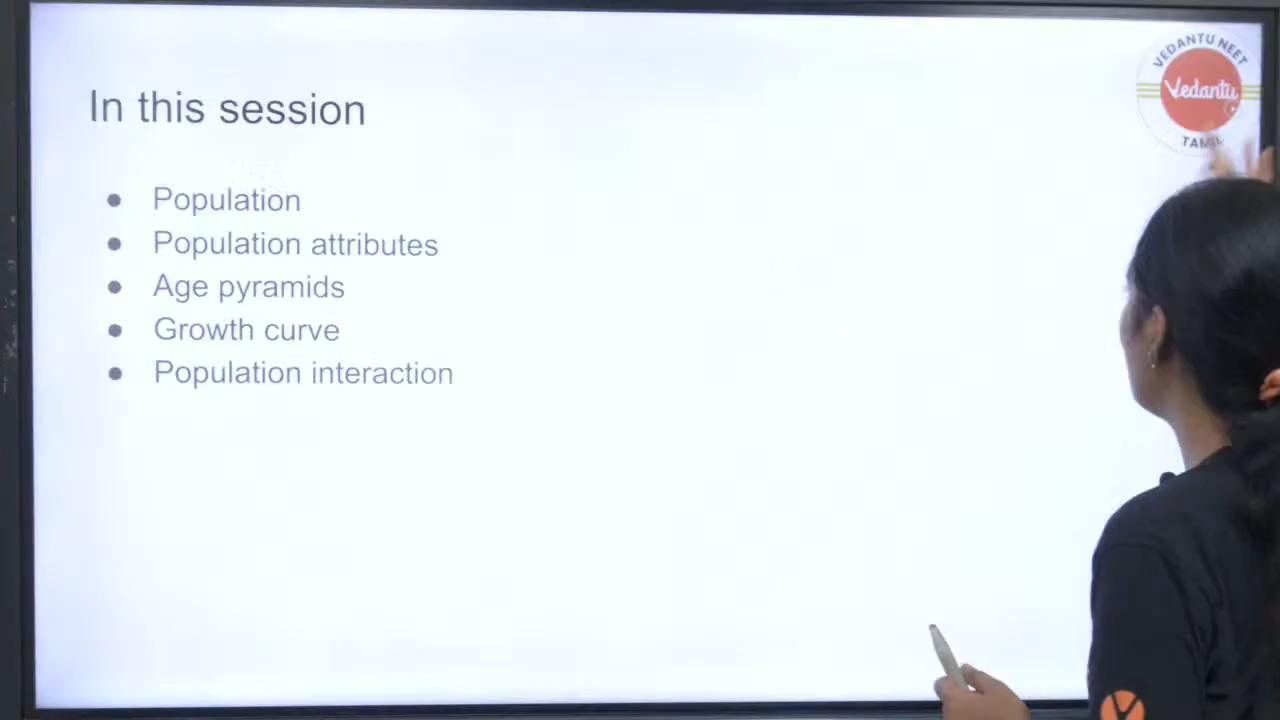 In this session
● Population
● Population attributes
● Age pyramids
● Growth curve
● Population interaction
VEDANTU NEET
Vedantu
TAMIL